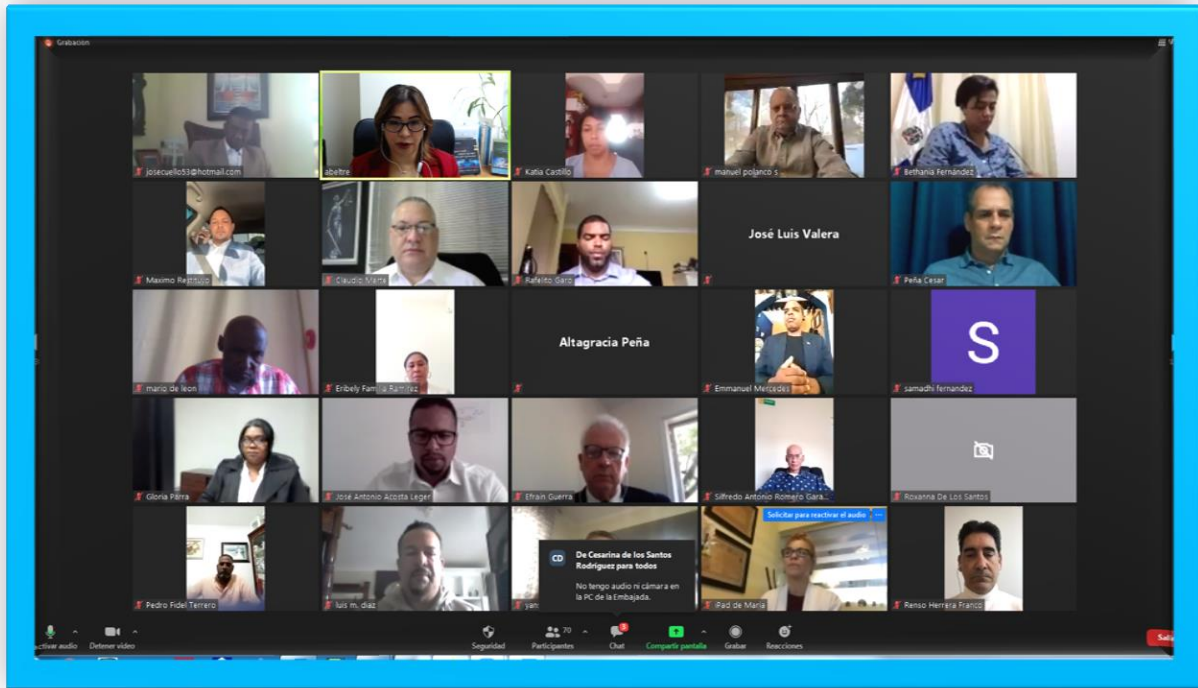 Grabación
josecuello53@hotmail.com
abeltre
Katia Castillo
manuel polanco s
Bethania Fernández
Maximo Restituyo
Claudio Marte
Rafelito Garo
José Luis Valera
Peña Cesar
mario de leon
Eribely Familia Ramírez
Altagracia Peña
Emmanuel Mercedes
S
samadhi fernandez
Gloria Parra
José Antonio Acosta Leger
Efrain Guerra
Silfredo Antonio Romero Gara...
Roxanna De Los Santos
Pedro Fidel Terrero
luis m. diaz
yan
CD
De Cesarina de los Santos
Rodríguez para todos
No tengo audio ni cámara en
la PC de la Embajada.
Solicitar para reactivar el audio
...
iPad de María
Renso Herrera Franco
activar audio
Detener video
Seguridad
Participantes
70
Chat
3
Compartir pantalla
Grabar
Reacciones
Sali